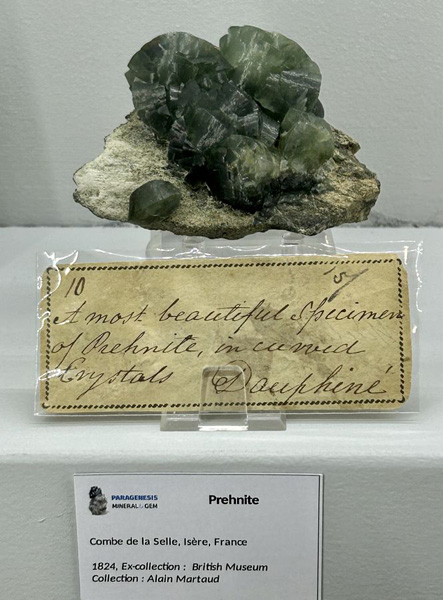 10
15/
A most beautiful Specimen
of Prehnite, in curved
Crystals Dauphiné
PARAGENESIS
MINERAL & GEM
Prehnite
Combe de la Selle, Isère, France
1824, Ex-collection : British Museum
Collection : Alain Martaud